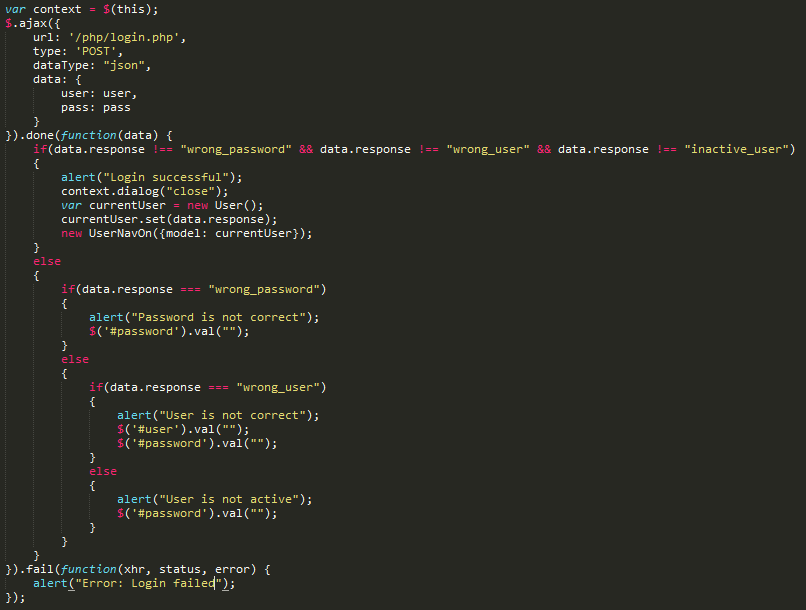 var context = $(this);
$.ajax({
    url: '/php/login.php',
    type: 'POST',
    dataType: "json",
    data: {
        user: user,
        pass: pass
    }
}).done(function(data) {
    if(data.response !== "wrong_password" && data.response !== "wrong_user" && data.response !== "inactive_user")
    {
        alert("Login successful");
        context.dialog("close");
        var currentUser = new User();
        currentUser.set(data.response);
        new UserNavOn({model: currentUser});
    }
    else
    {
        if(data.response === "wrong_password")
        {
            alert("Password is not correct");
            $('#password').val("");
        }
        else
        {
            if(data.response === "wrong_user")
            {
                alert("User is not correct");
                $('#user').val("");
                $('#password').val("");
            }
            else
            {
                alert("User is not active");
                $('#password').val("");
            }
        }
    }
}).fail(function(xhr, status, error) {
    alert("Error: Login failed");
});